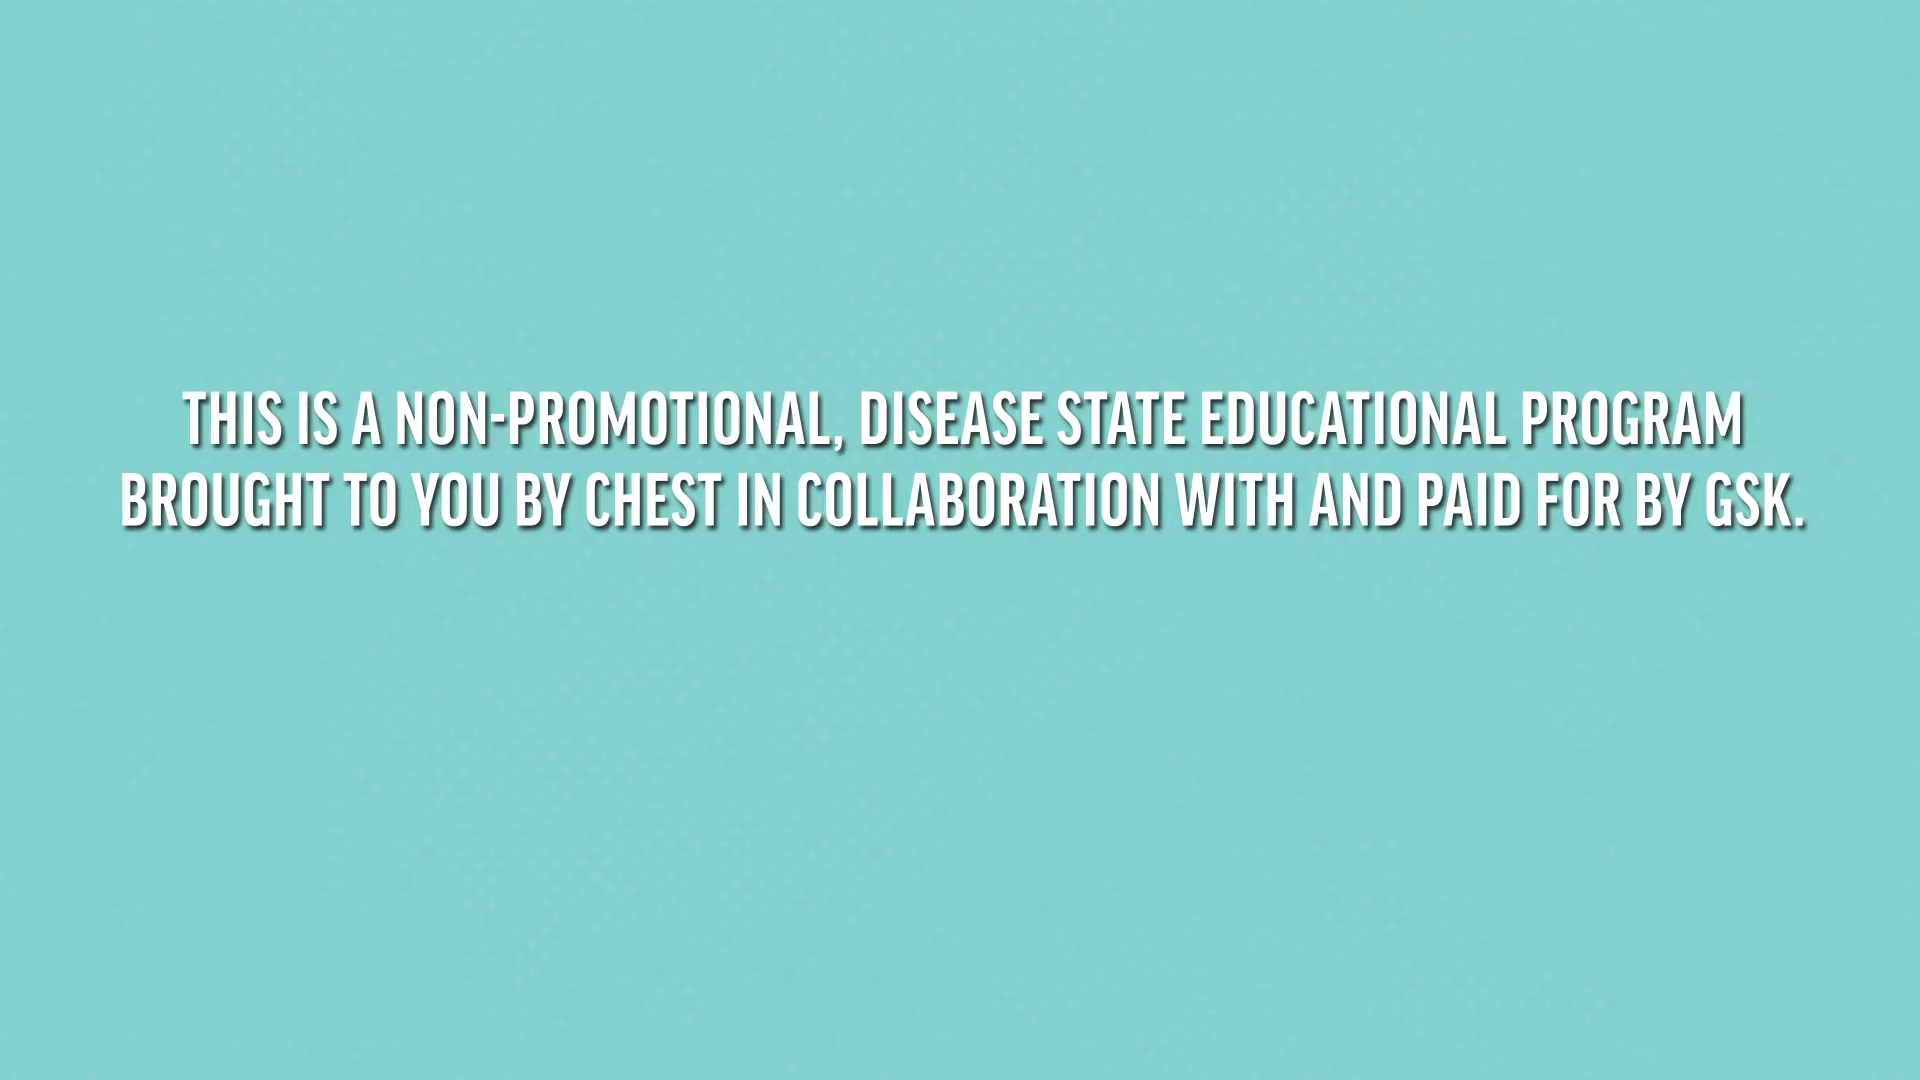 THIS IS A NON-PROMOTIONAL, DISEASE STATE EDUCATIONAL PROGRAM
BROUGHT TO YOU BY CHEST IN COLLABORATION WITH AND PAID FOR BY GSK.